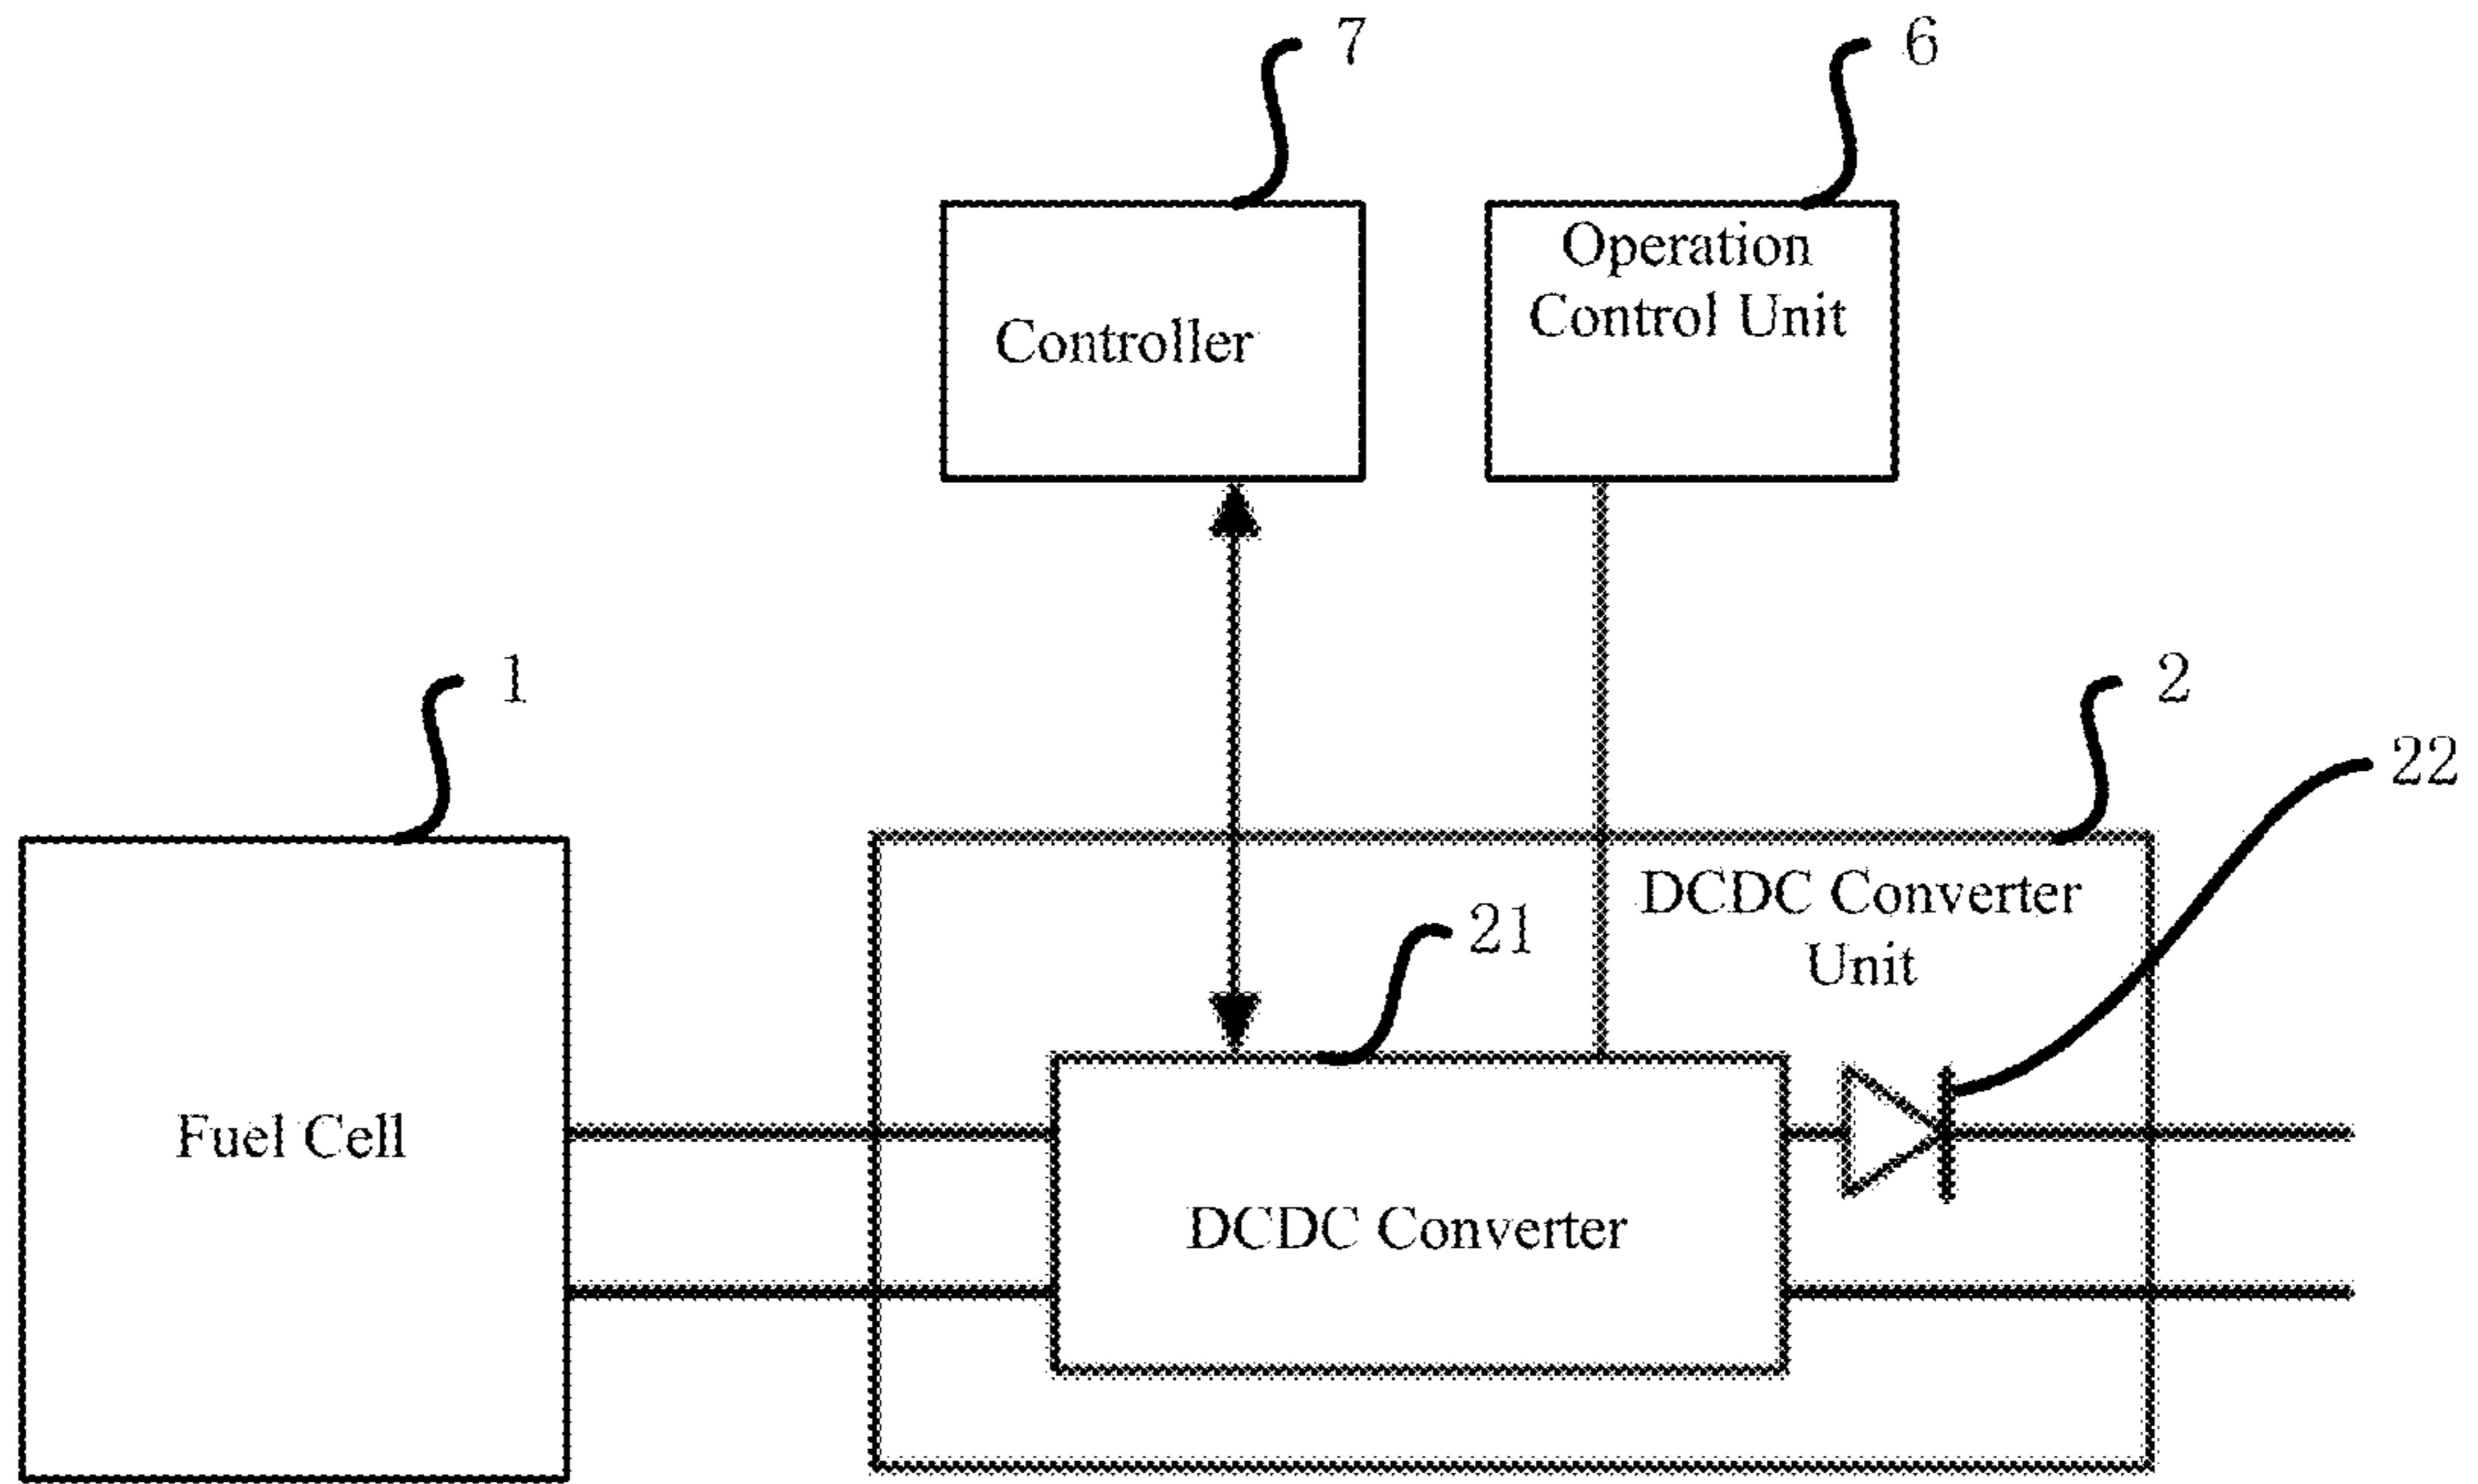 7
6
Controller
Operation
Control Unit
1
2
22
21
DCDC Converter
Unit
Fuel Cell
DCDC Converter